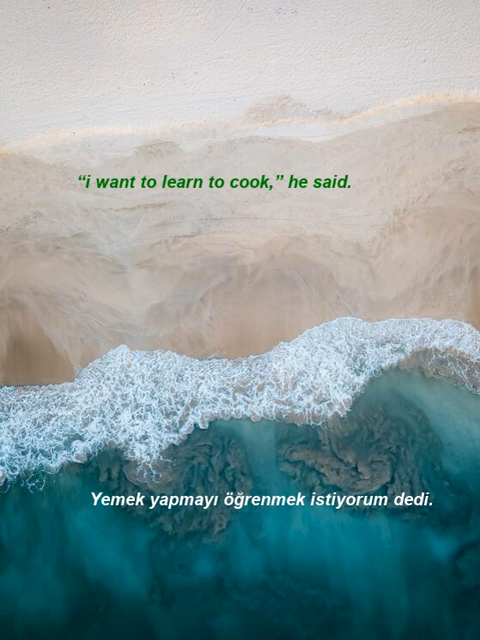 “i want to learn to cook,” he said.
Yemek yapmayı öğrenmek istiyorum dedi.